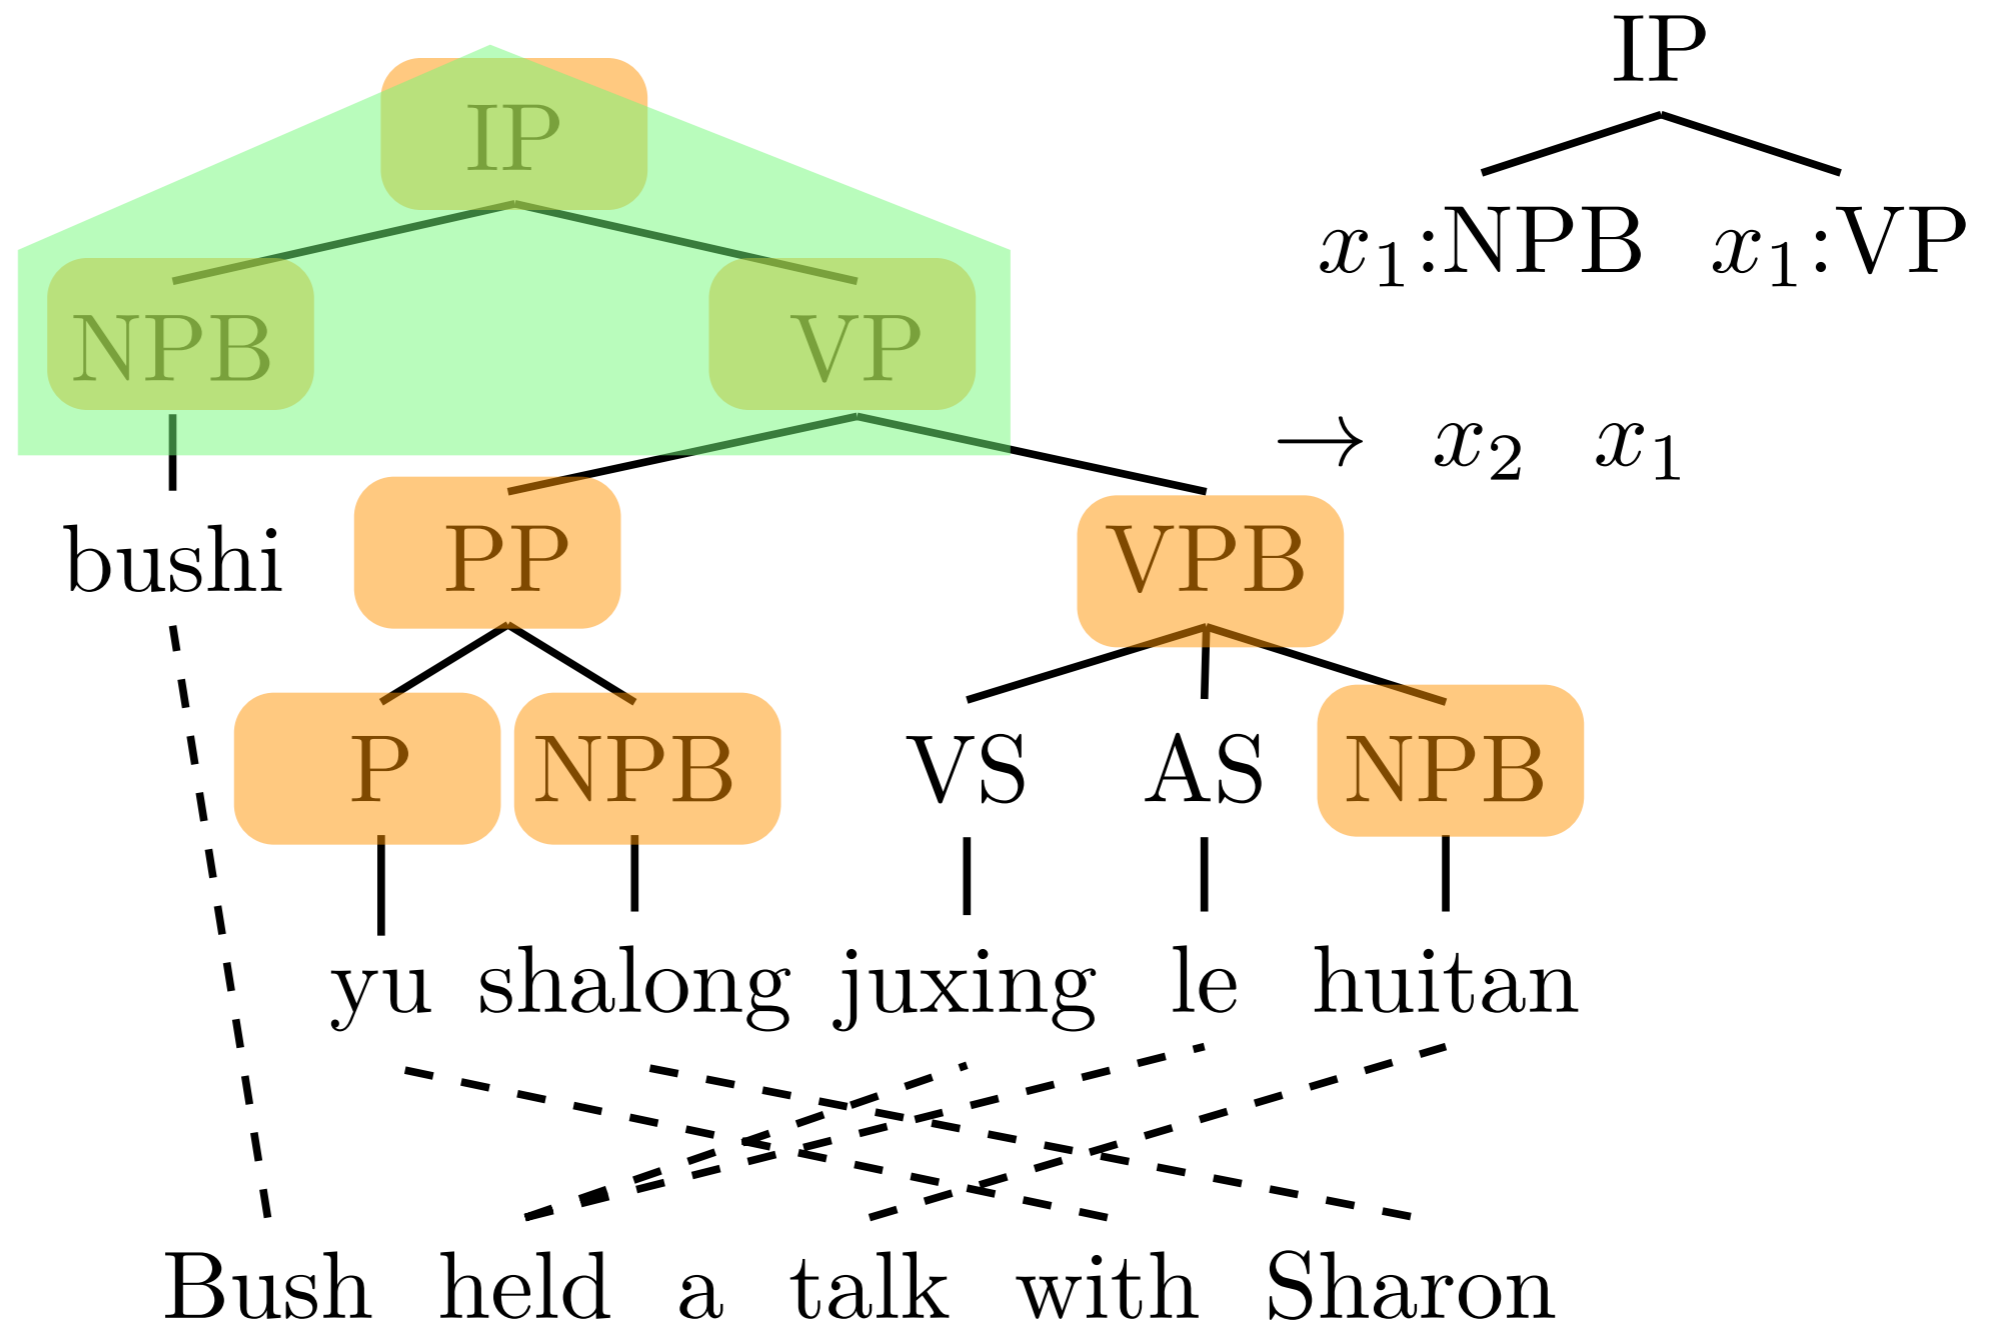 IP
IP
x₁:NPB x₁:VP
NPB VP
→ x₂ x₁
bushi PP VPB
P NPB VS AS NPB
yu shalong juxing le huitan
Bush held a talk with Sharon